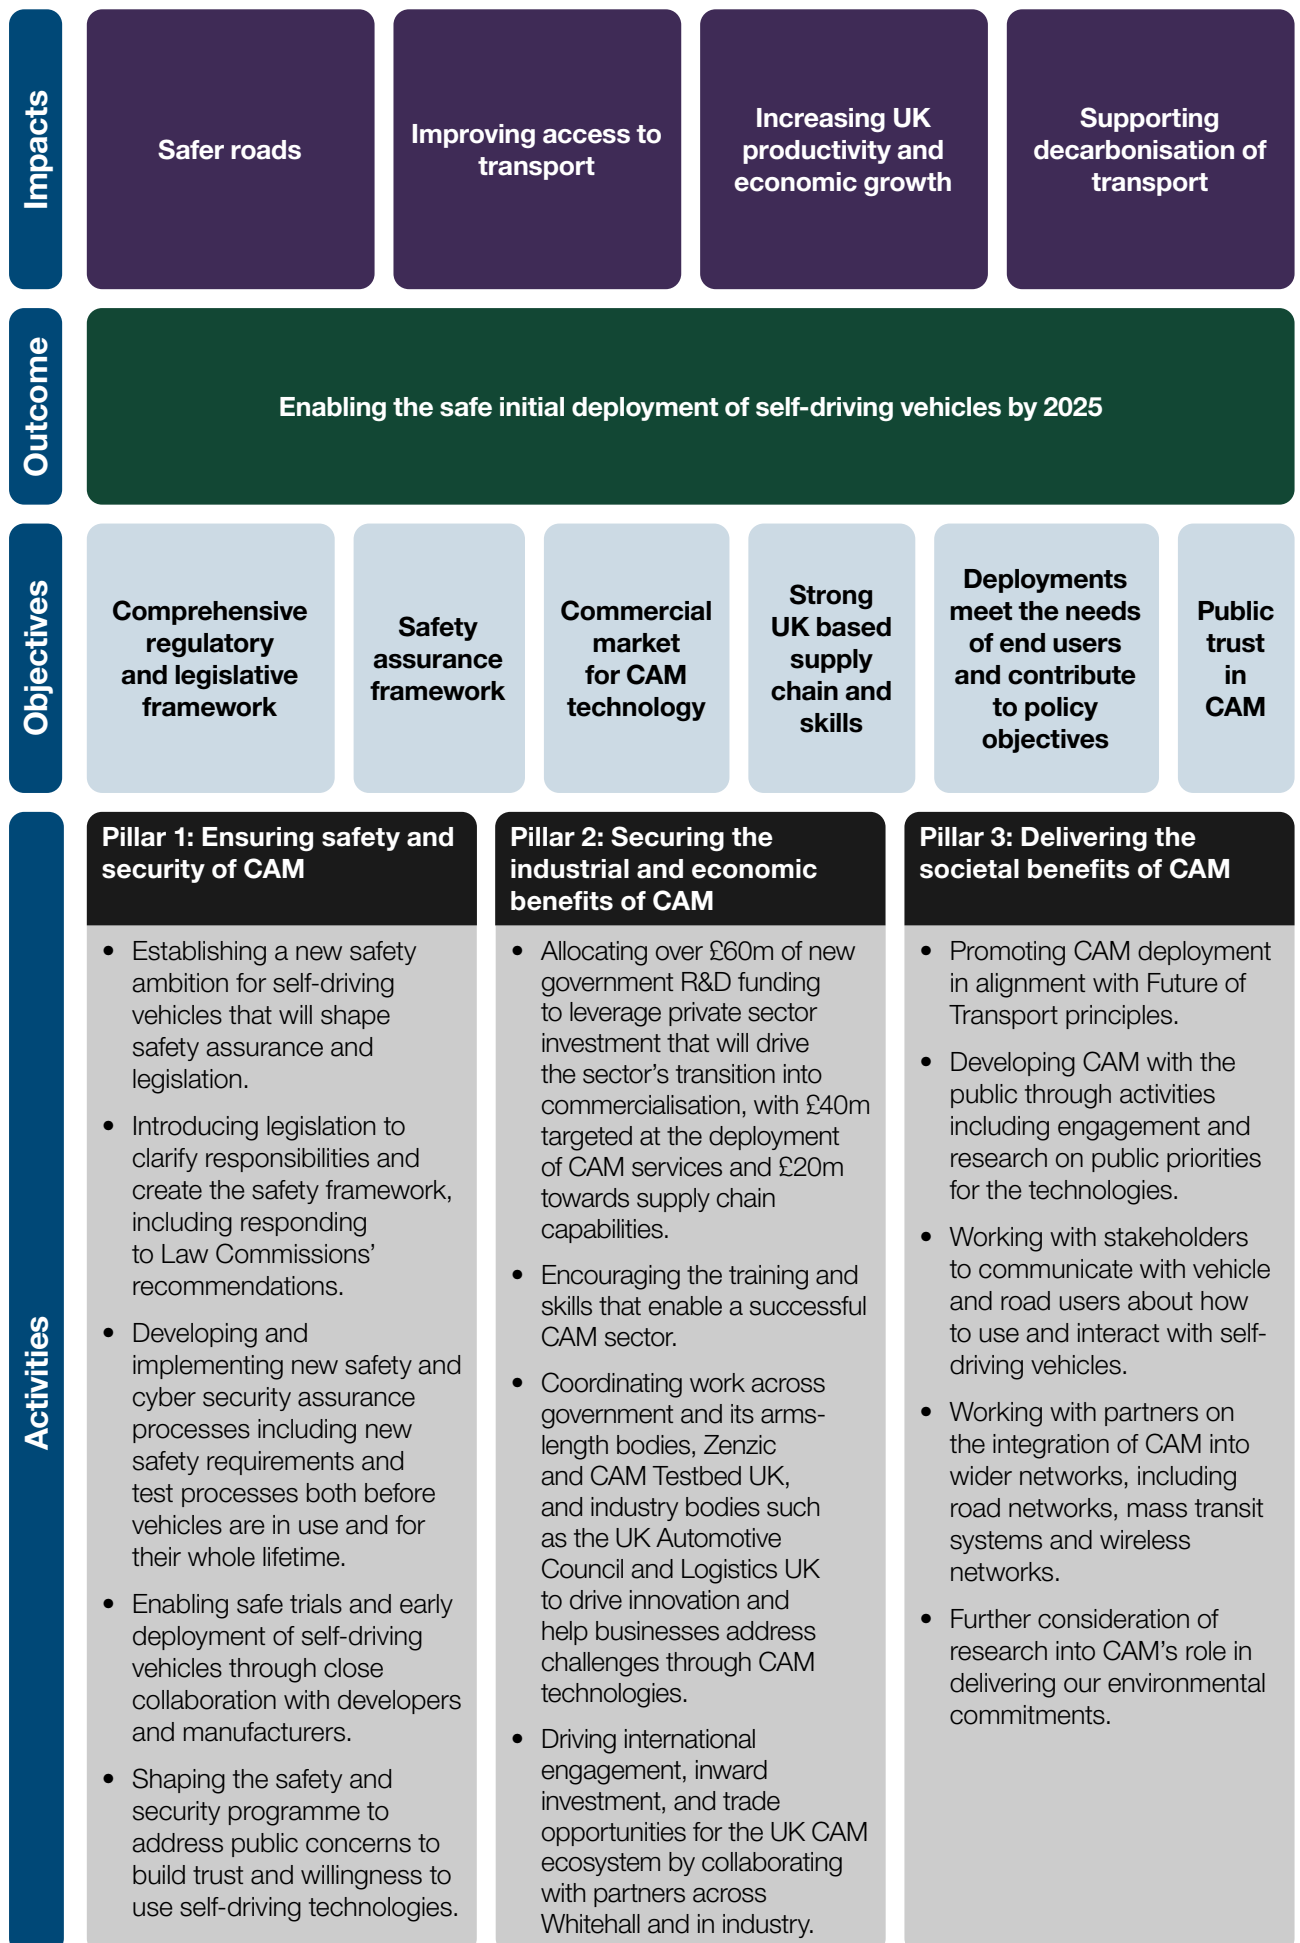 Impacts
Safer roads
Improving access to
transport
Increasing UK
productivity and
economic growth
Supporting
decarbonisation of
transport
Outcome
Enabling the safe initial deployment of self-driving vehicles by 2025
Objectives
Comprehensive
regulatory
and legislative
framework
Safety
assurance
framework
Commercial
market
for CAM
technology
Strong
UK based
supply
chain and
skills
Deployments
meet the needs
of end users
and contribute
to policy
objectives
Public
trust
in
CAM
Activities
Pillar 1: Ensuring safety and
security of CAM
• Establishing a new safety
ambition for self-driving
vehicles that will shape
safety assurance and
legislation.
• Introducing legislation to
clarify responsibilities and
create the safety framework,
including responding
to Law Commissions’
recommendations.
• Developing and
implementing new safety and
cyber security assurance
processes including new
safety requirements and
test processes both before
vehicles are in use and for
their whole lifetime.
• Enabling safe trials and early
deployment of self-driving
vehicles through close
collaboration with developers
and manufacturers.
• Shaping the safety and
security programme to
address public concerns to
build trust and willingness to
use self-driving technologies.
Pillar 2: Securing the
industrial and economic
benefits of CAM
• Allocating over £60m of new
government R&D funding
to leverage private sector
investment that will drive
the sector’s transition into
commercialisation, with £40m
targeted at the deployment
of CAM services and £20m
towards supply chain
capabilities.
• Encouraging the training and
skills that enable a successful
CAM sector.
• Coordinating work across
government and its arms-
length bodies, Zenzic
and CAM Testbed UK,
and industry bodies such
as the UK Automotive
Council and Logistics UK
to drive innovation and
help businesses address
challenges through CAM
technologies.
• Driving international
engagement, inward
investment, and trade
opportunities for the UK CAM
ecosystem by collaborating
with partners across
Whitehall and in industry.
Pillar 3: Delivering the
societal benefits of CAM
• Promoting CAM deployment
in alignment with Future of
Transport principles.
• Developing CAM with the
public through activities
including engagement and
research on public priorities
for the technologies.
• Working with stakeholders
to communicate with vehicle
and road users about how
to use and interact with self-
driving vehicles.
• Working with partners on
the integration of CAM into
wider networks, including
road networks, mass transit
systems and wireless
networks.
• Further consideration of
research into CAM’s role in
delivering our environmental
commitments.